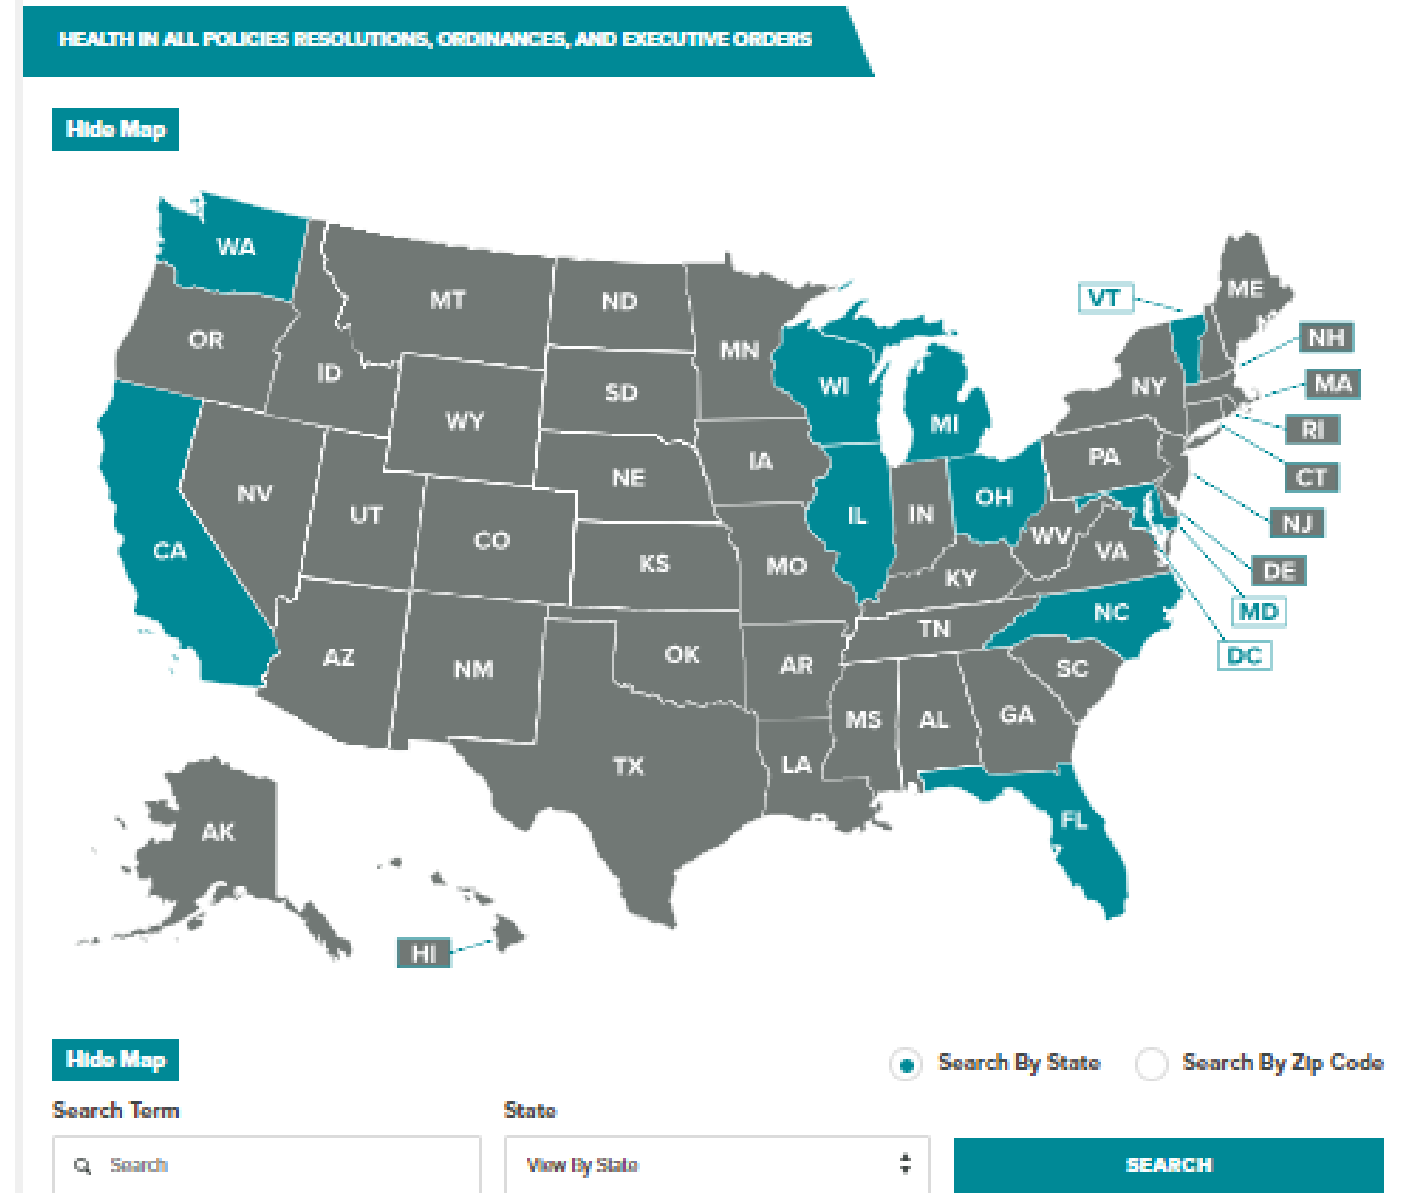 HEALTH IN ALL POLICIES RESOLUTIONS, ORDINANCES, AND EXECUTIVE ORDERS
Hide Map
WA
MT
ND
MN
VT
ME
OR
ID
SD
WI
MI
NY
NH
MA
WY
RI
NV
UT
CO
NE
IA
IL
IN
OH
PA
CT
NJ
CA
KS
MO
KY
WV
VA
DE
MD
DC
NC
TN
AZ
NM
OK
AR
SC
MS
AL
GA
TX
LA
FL
AK
HI
Hide Map
Search By State
Search By Zip Code
Search Term
State
Search
View By State
SEARCH